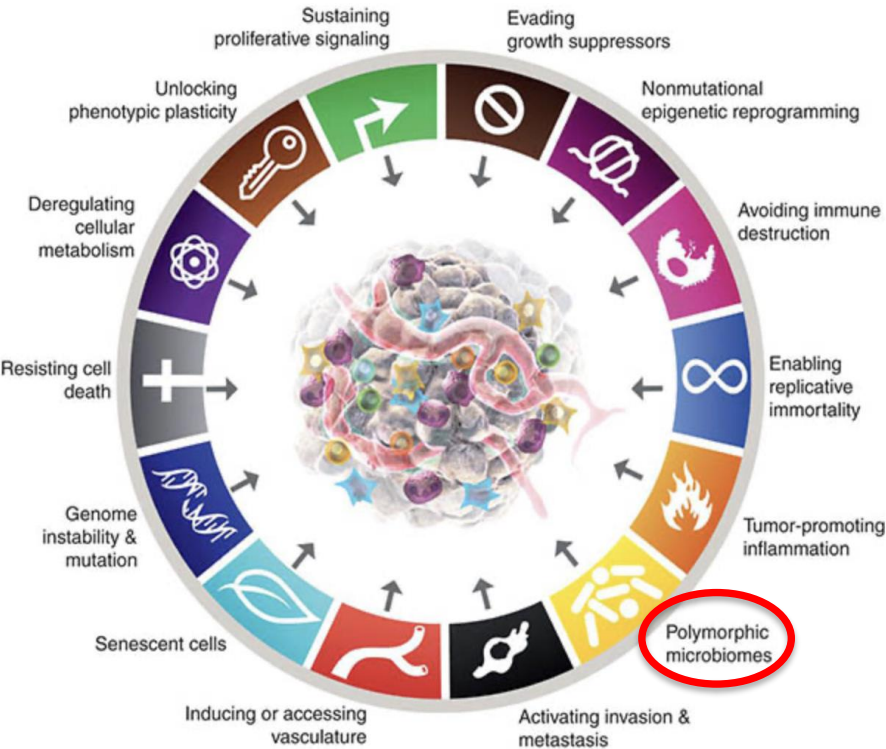 Sustaining
proliferative signaling
Evading
growth suppressors
Nonmutational
epigenetic reprogramming
Avoiding immune
destruction
Enabling
replicative
immortality
Tumor-promoting
inflammation
Polymorphic
microbiomes
Activating invasion &
metastasis
Inducing or accessing
vasculature
Senescent cells
Genome
instability &
mutation
Resisting cell
death
Deregulating
cellular
metabolism
Unlocking
phenotypic plasticity